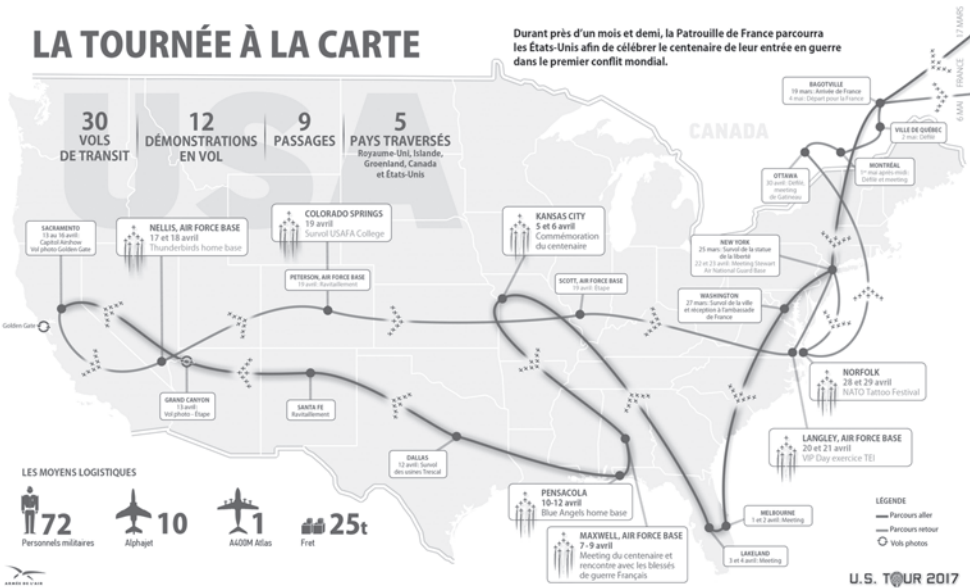 LA TOURNÉE À LA CARTE
Durant près d'un mois et demi, la Patrouille de France parcourra
les États-Unis afin de célébrer le centenaire de leur entrée en guerre
dans le premier conflit mondial.
17 MARS
FRANCE
6 MAI
USA
30
VOLS
DE TRANSIT
12
DÉMONSTRATIONS
EN VOL
9
PASSAGES
5
PAYS TRAVERSÉS
Royaume-Uni, Islande,
Groenland, Canada
et États-Unis
CANADA
BAGOTVILLE
19 mars: Arrivée de France
4 mai: Départ pour la France
VILLE DE QUÉBEC
2 mai: Défilé
MONTRÉAL
1er mai après-midi:
Défilé et meeting
OTTAWA
30 avril: Défilé,
meeting
de Gatineau
SACRAMENTO
13 au 16 avril:
Capitol Airshow
Vol photo Golden Gate
NELLIS, AIR FORCE BASE
17 et 18 avril
Thunderbirds home base
COLORADO SPRINGS
19 avril
Survol USAFA College
PETERSON, AIR FORCE BASE
19 avril: Ravitaillement
KANSAS CITY
5 et 6 avril
Commémoration
du centenaire
SCOTT, AIR FORCE BASE
19 avril: Étape
NEW YORK
25 mars: Survol de la statue
de la liberté
22 et 23 avril: Meeting Stewart
Air National Guard Base
WASHINGTON
27 mars: Survol de la ville
et réception à l'ambassade
de France
Golden Gate
GRAND CANYON
13 avril:
Vol photo - Étape
SANTA FE
Ravitaillement
DALLAS
12 avril: Survol
des usines Trescal
NORFOLK
28 et 29 avril
NATO Tattoo Festival
LANGLEY, AIR FORCE BASE
20 et 21 avril
VIP Day exercice TEI
PENSACOLA
10-12 avril
Blue Angels home base
MAXWELL, AIR FORCE BASE
7 - 9 avril
Meeting du centenaire et
rencontre avec les blessés
de guerre Français
MELBOURNE
1 et 2 avril: Meeting
LAKELAND
3 et 4 avril: Meeting
LES MOYENS LOGISTIQUES
72
Personnels militaires
10
Alphajet
1
A400M Atlas
25t
Fret
LÉGENDE
Parcours aller
Parcours retour
Vols photos
ARMÉE DE L'AIR
U.S. TOUR 2017